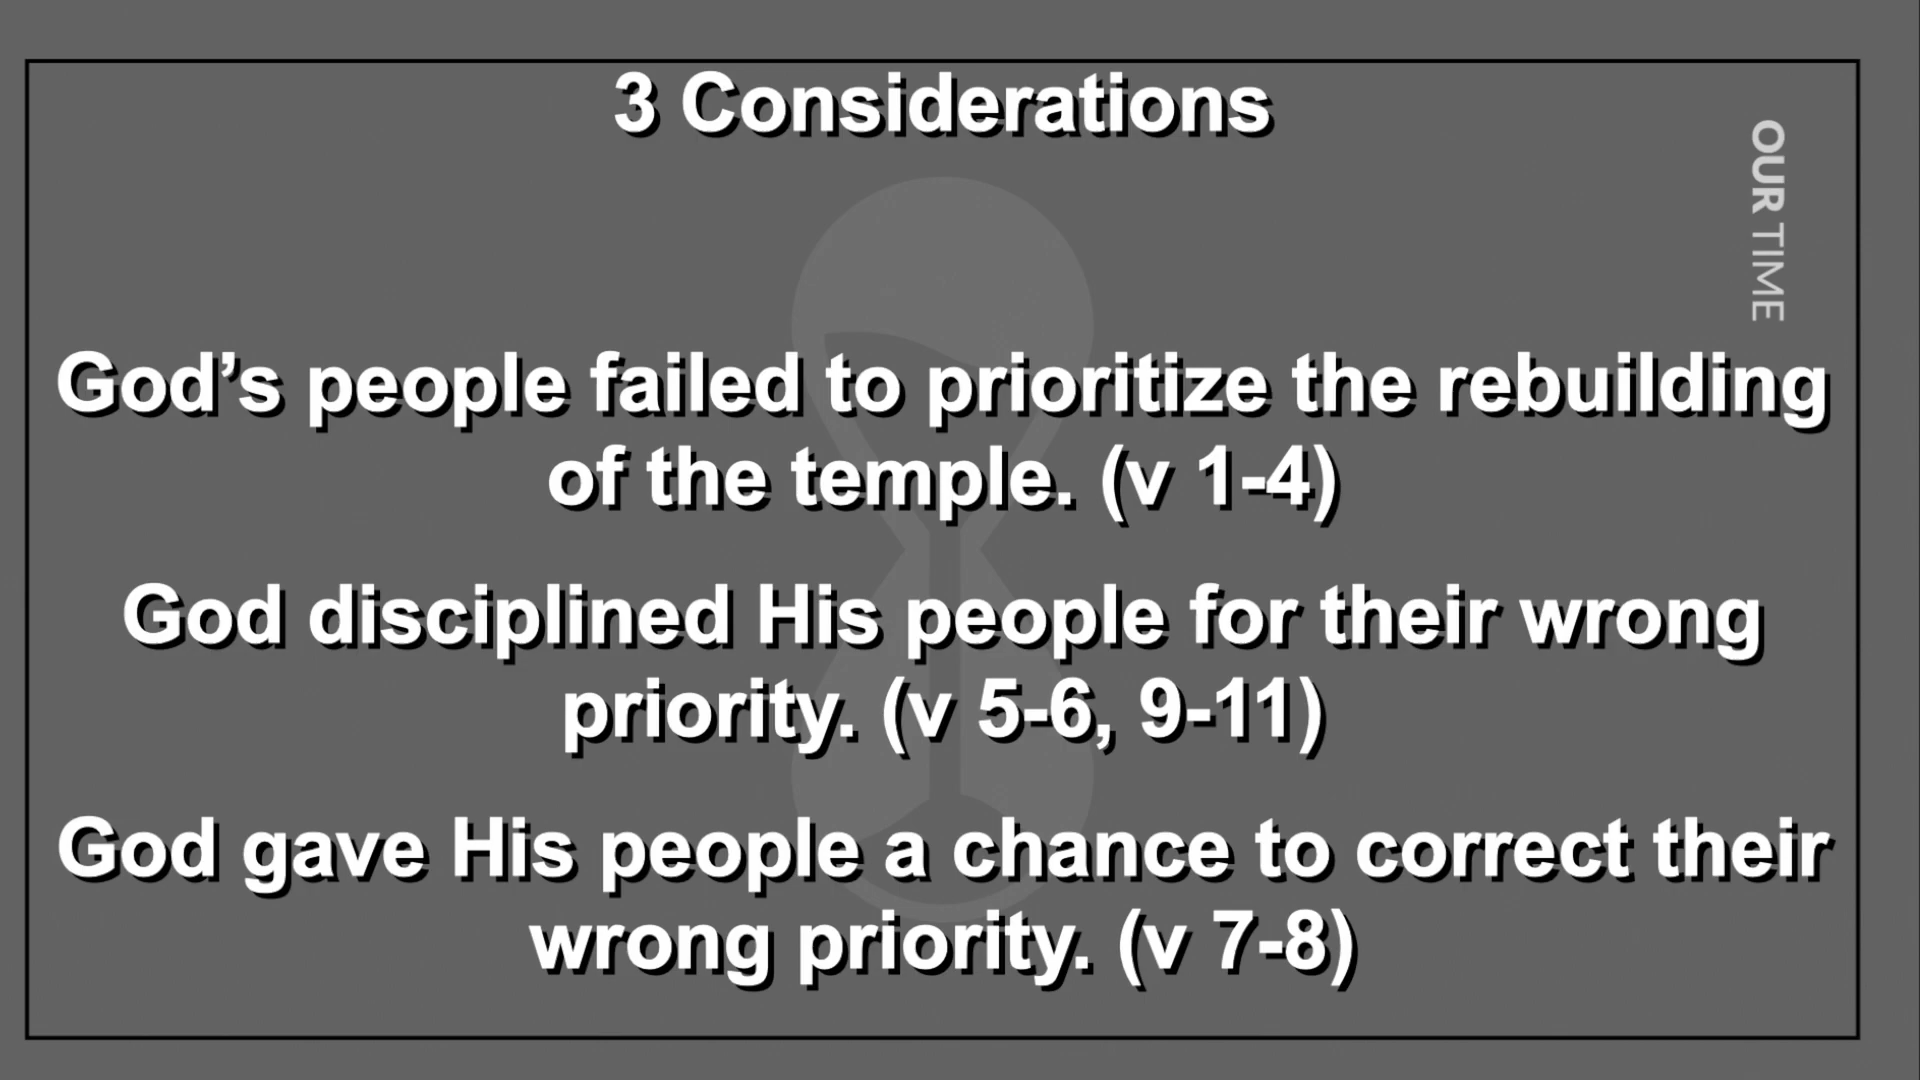 3 Considerations
OUR TIME
God’s people failed to prioritize the rebuilding
of the temple. (v 1-4)
God disciplined His people for their wrong
priority. (v 5-6, 9-11)
God gave His people a chance to correct their
wrong priority. (v 7-8)